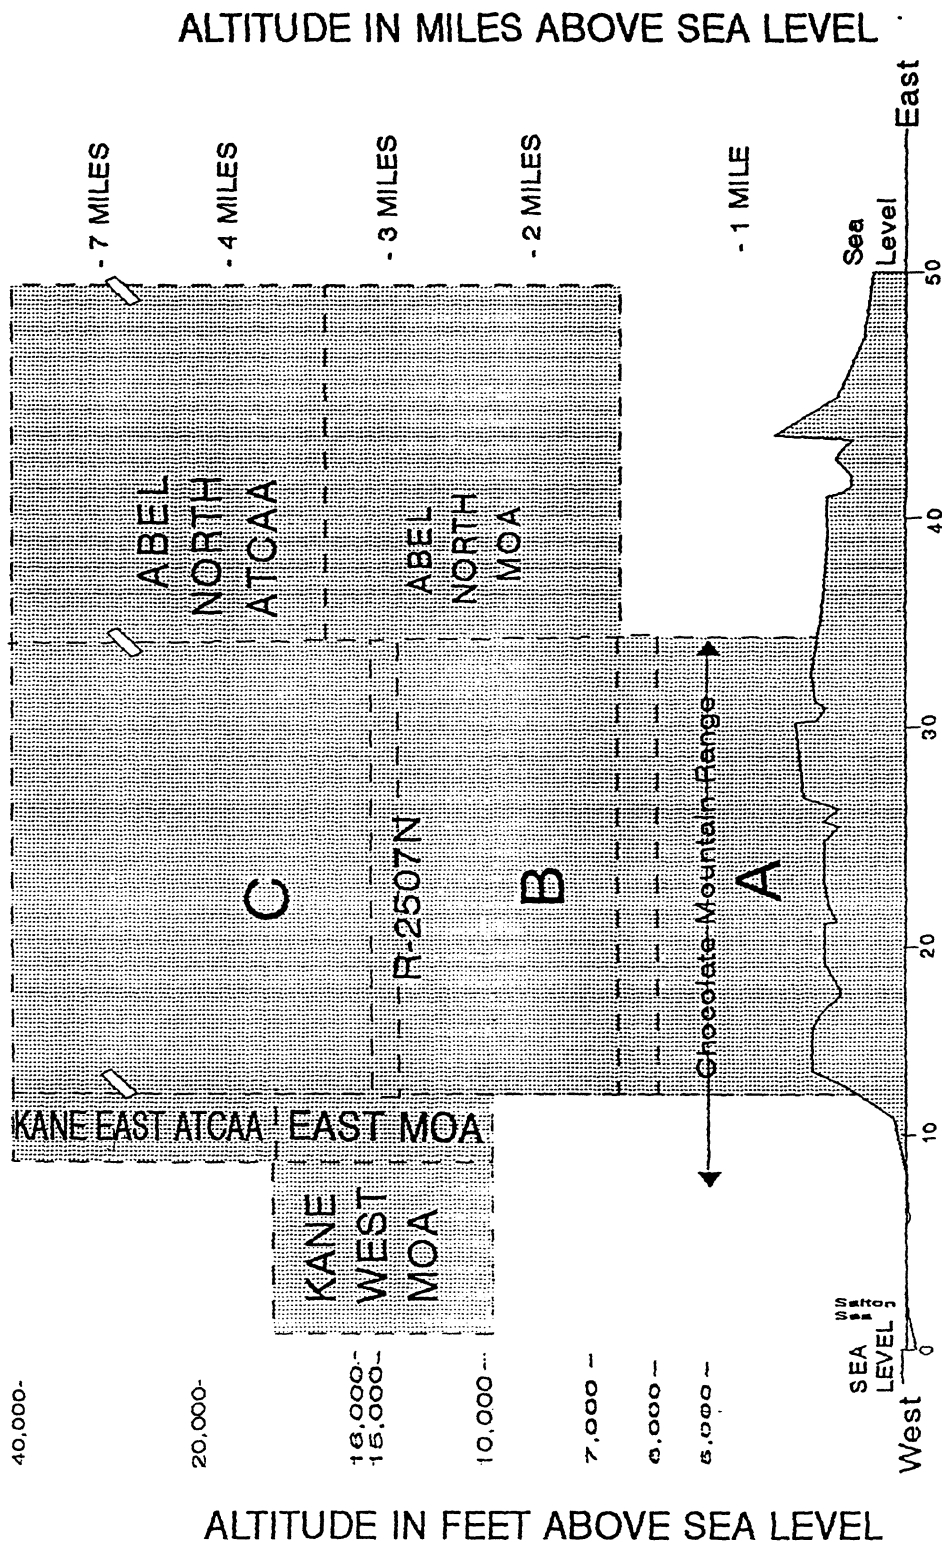 ALTITUDE IN MILES ABOVE SEA LEVEL
- 7 MILES
- 4 MILES
- 3 MILES
- 2 MILES
- 1 MILE
ABEL
NORTH
ATCAA
ABEL
NORTH
MOA
C
R-2507N
B
Chocolate Mountain Range
A
KANE EAST ATCAA
EAST MOA
KANE
WEST
MOA
40,000-
20,000-
16,000-
15,000-
10,000-
7,000-
6,000-
5,000-
Salton
Sea
SEA
LEVEL
Sea
Level
West
0
10
20
30
40
50
East
ALTITUDE IN FEET ABOVE SEA LEVEL